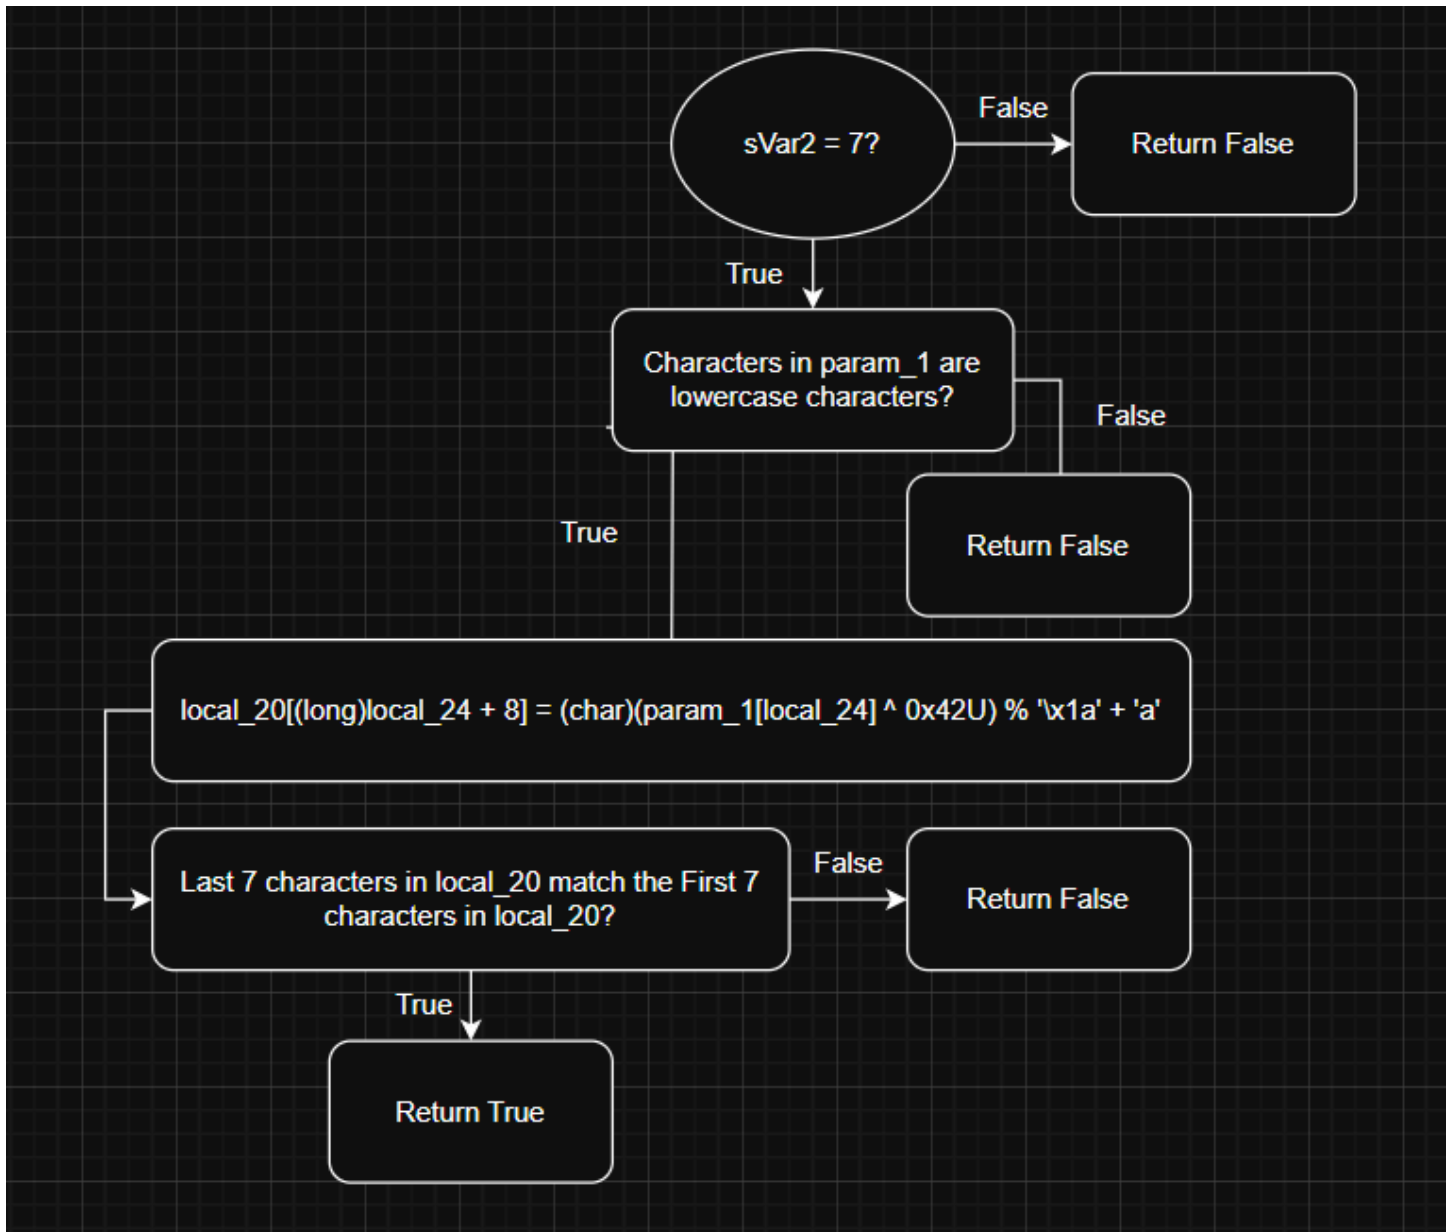 sVar2 = 7?
False
Return False
True
Characters in param_1 are
lowercase characters?
False
Return False
True
local_20[(long)local_24 + 8] = (char)(param_1[local_24] ^ 0x42U) % '\x1a' + 'a'
Last 7 characters in local_20 match the First 7
characters in local_20?
False
Return False
True
Return True